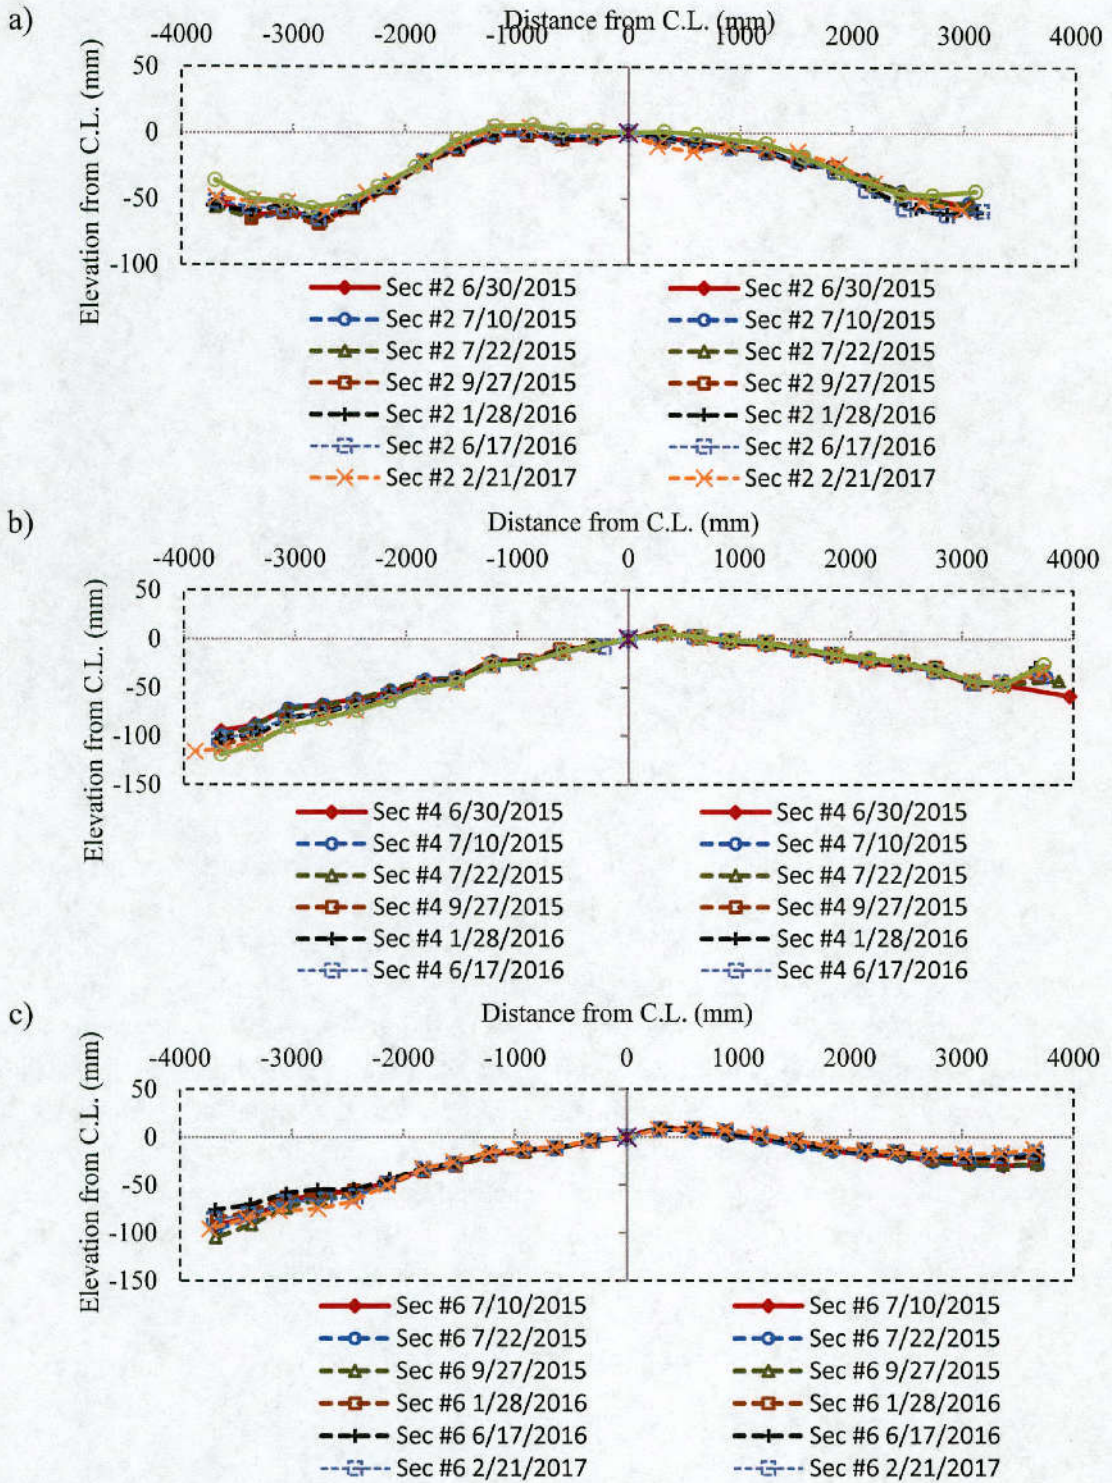 a)
Distance from C.L. (mm)
-4000 -3000 -2000 -1000 0 1000 2000 3000 4000
50
0
-50
-100
Elevation from C.L. (mm)
Sec #2 6/30/2015 Sec #2 6/30/2015
Sec #2 7/10/2015 Sec #2 7/10/2015
Sec #2 7/22/2015 Sec #2 7/22/2015
Sec #2 9/27/2015 Sec #2 9/27/2015
Sec #2 1/28/2016 Sec #2 1/28/2016
Sec #2 6/17/2016 Sec #2 6/17/2016
Sec #2 2/21/2017 Sec #2 2/21/2017
b)
Distance from C.L. (mm)
-4000 -3000 -2000 -1000 0 1000 2000 3000 4000
50
0
-50
-100
-150
Elevation from C.L. (mm)
Sec #4 6/30/2015 Sec #4 6/30/2015
Sec #4 7/10/2015 Sec #4 7/10/2015
Sec #4 7/22/2015 Sec #4 7/22/2015
Sec #4 9/27/2015 Sec #4 9/27/2015
Sec #4 1/28/2016 Sec #4 1/28/2016
Sec #4 6/17/2016 Sec #4 6/17/2016
c)
Distance from C.L. (mm)
-4000 -3000 -2000 -1000 0 1000 2000 3000 4000
50
0
-50
-100
-150
Elevation from C.L. (mm)
Sec #6 7/10/2015 Sec #6 7/10/2015
Sec #6 7/22/2015 Sec #6 7/22/2015
Sec #6 9/27/2015 Sec #6 9/27/2015
Sec #6 1/28/2016 Sec #6 1/28/2016
Sec #6 6/17/2016 Sec #6 6/17/2016
Sec #6 2/21/2017 Sec #6 2/21/2017